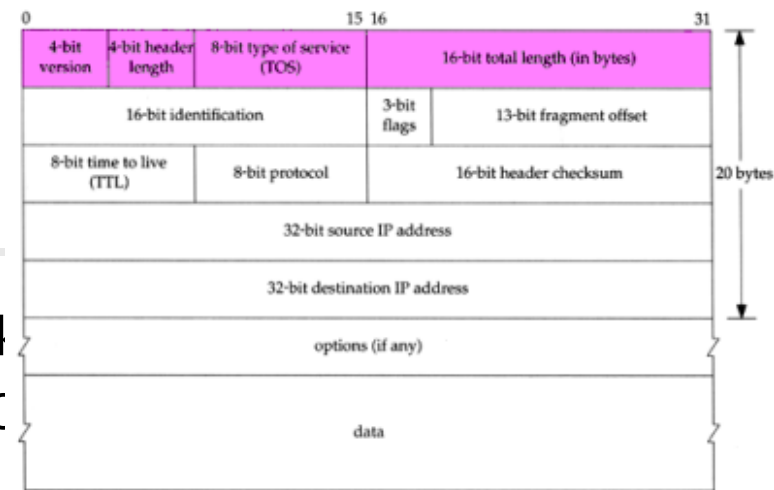 0 15 16 31
4-bit version 4-bit header length 8-bit type of service (TOS) 16-bit total length (in bytes)
16-bit identification 3-bit flags 13-bit fragment offset
8-bit time to live (TTL) 8-bit protocol 16-bit header checksum 20 bytes
32-bit source IP address
32-bit destination IP address
options (if any)
data